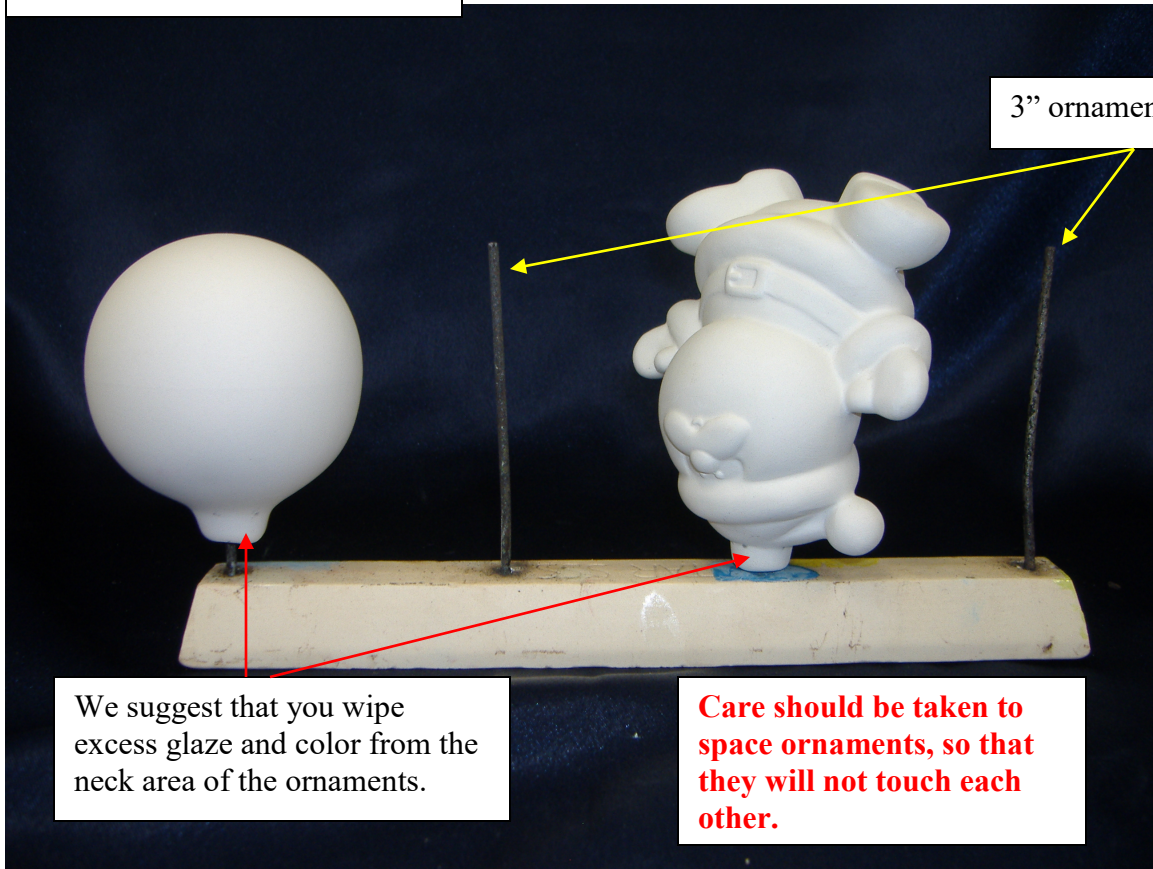 3” ornamen
We suggest that you wipe
excess glaze and color from the
neck area of the ornaments.
Care should be taken to
space ornaments, so that
they will not touch each
other.